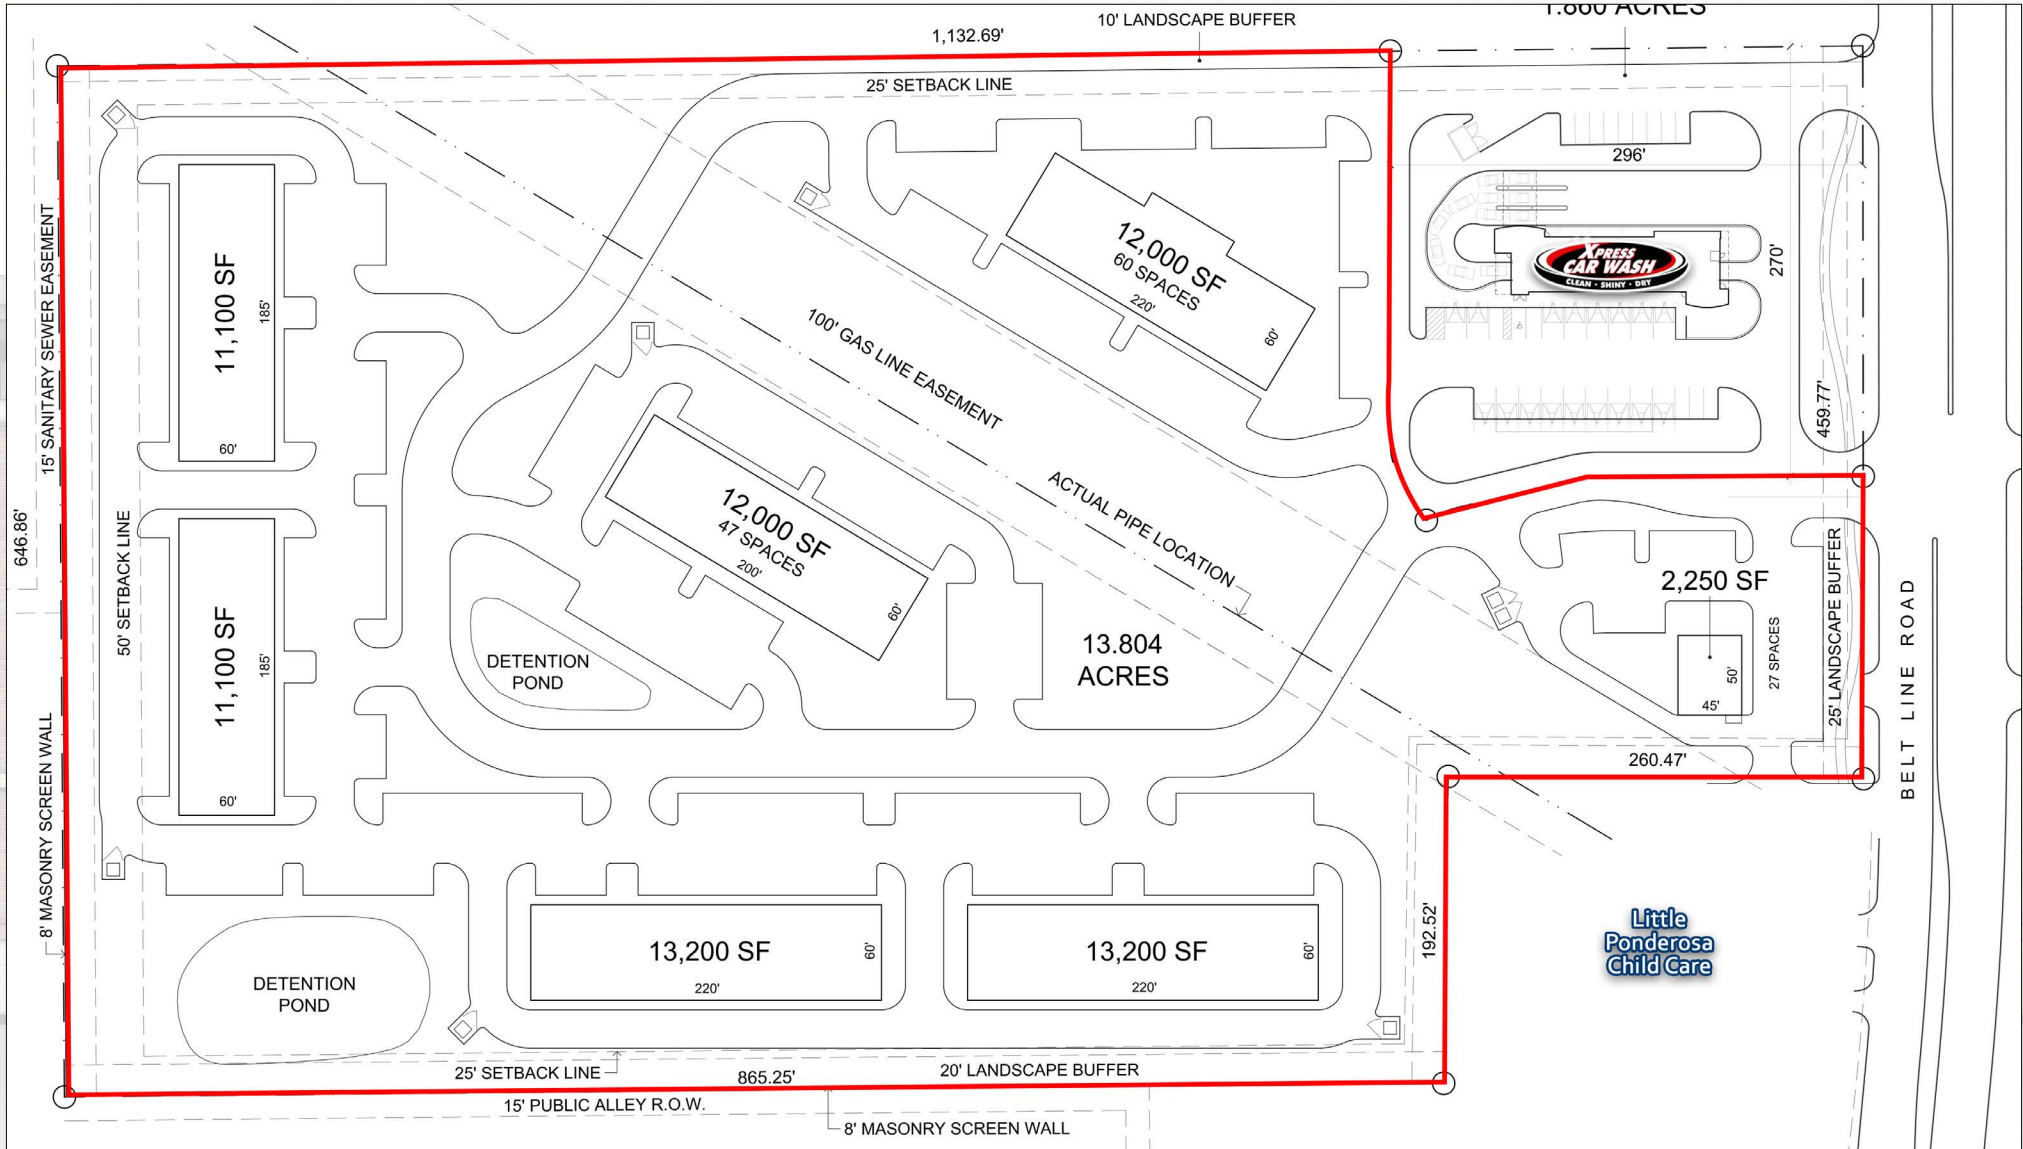 10' LANDSCAPE BUFFER
1.860 ACRES
1,132.69'
25' SETBACK LINE
296'
XPRESS
CAR WASH
CLEAN · SHINY · DRY
270'
459.77'
12,000 SF
60 SPACES
220'
60'
15' SANITARY SEWER EASEMENT
11,100 SF
185'
60'
100' GAS LINE EASEMENT
ACTUAL PIPE LOCATION
646.86'
50' SETBACK LINE
12,000 SF
47 SPACES
200'
60'
11,100 SF
185'
60'
DETENTION
POND
13.804
ACRES
2,250 SF
27 SPACES
50'
45'
25' LANDSCAPE BUFFER
BELT LINE ROAD
260.47'
8' MASONRY SCREEN WALL
13,200 SF
60'
220'
13,200 SF
60'
220'
192.52'
Little
Ponderosa
Child Care
DETENTION
POND
25' SETBACK LINE
865.25'
20' LANDSCAPE BUFFER
15' PUBLIC ALLEY R.O.W.
8' MASONRY SCREEN WALL